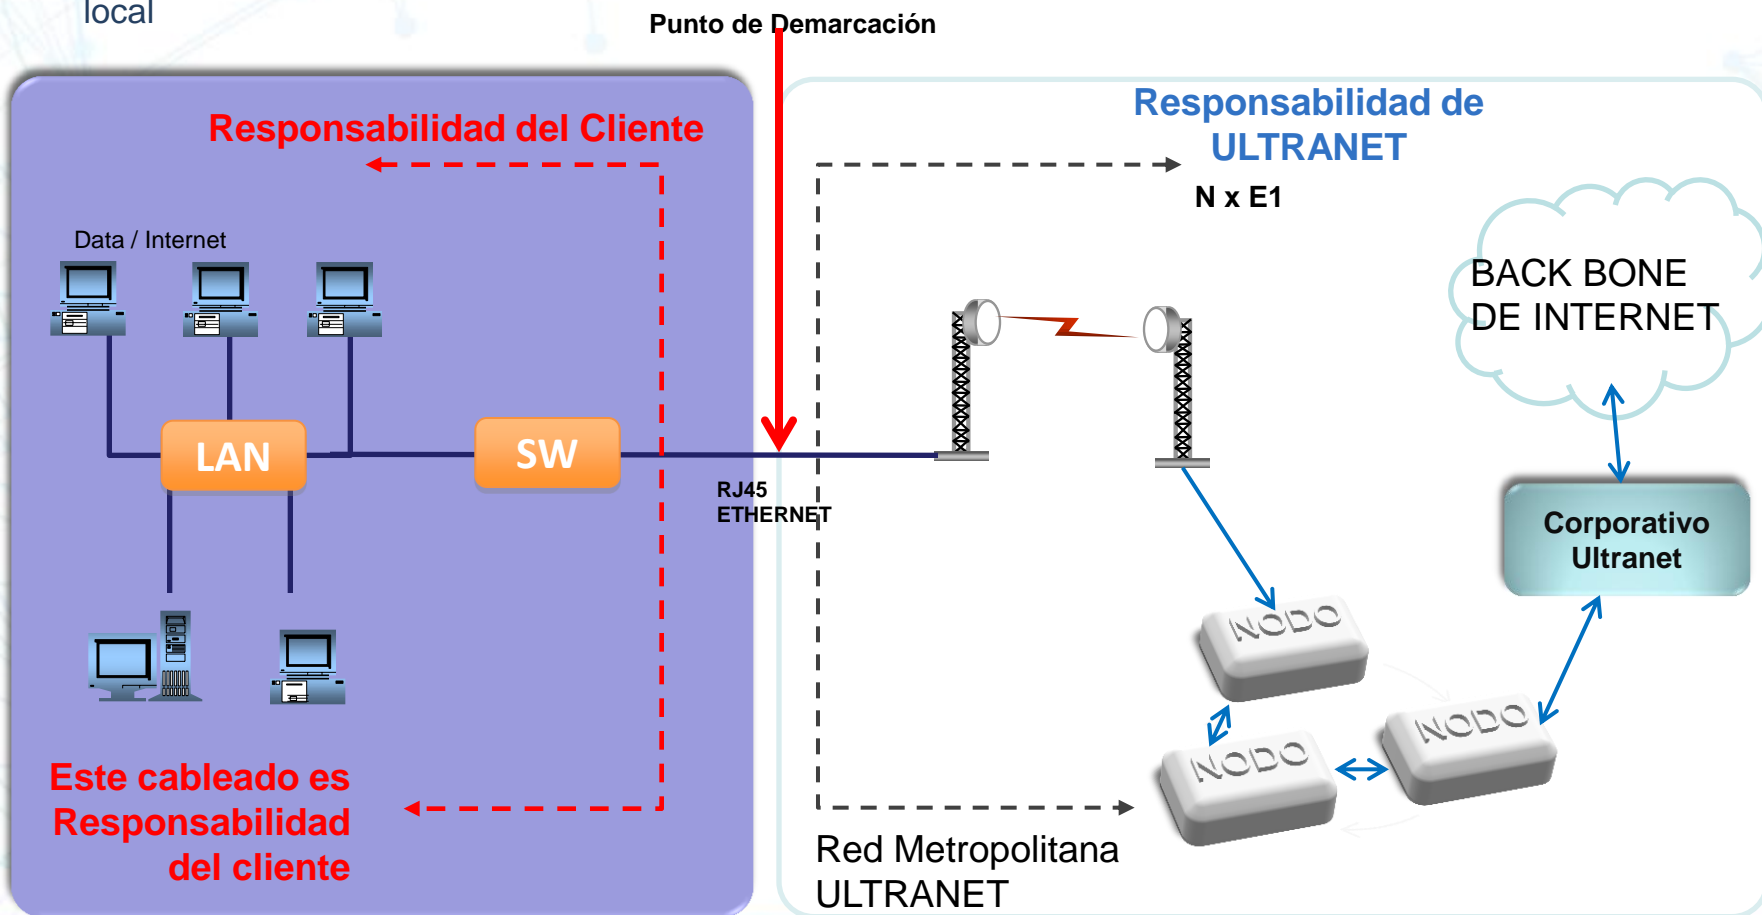 local
Punto de Demarcación
Responsabilidad del Cliente
Responsabilidad de
ULTRANET
N x E1
Data / Internet
BACK BONE
DE INTERNET
LAN
SW
RJ45
ETHERNET
Corporativo
Ultranet
NODO
NODO
NODO
Este cableado es
Responsabilidad
del cliente
Red Metropolitana
ULTRANET